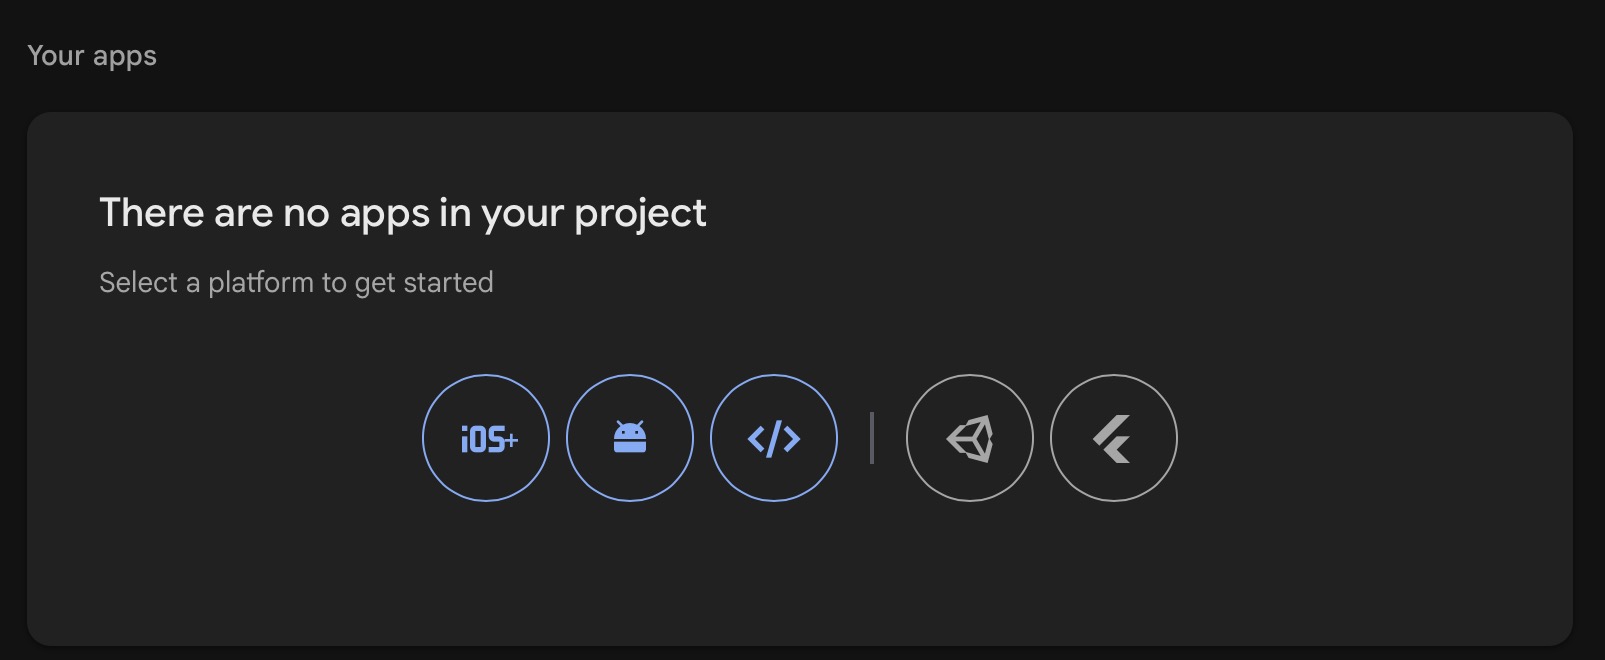 Your apps
There are no apps in your project
Select a platform to get started
iOS+